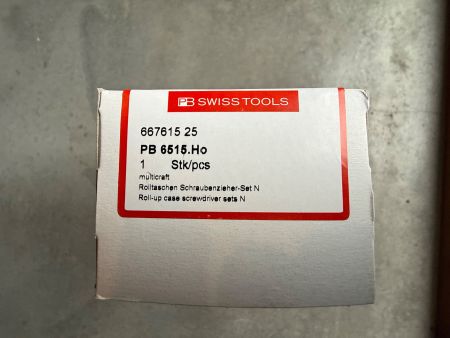 PB SWISS TOOLS
667615 25
PB 6515.Ho
1 Stk/pcs
multicraft
Rolltaschen Schraubenzieher-Set N
Roll-up case screwdriver sets N